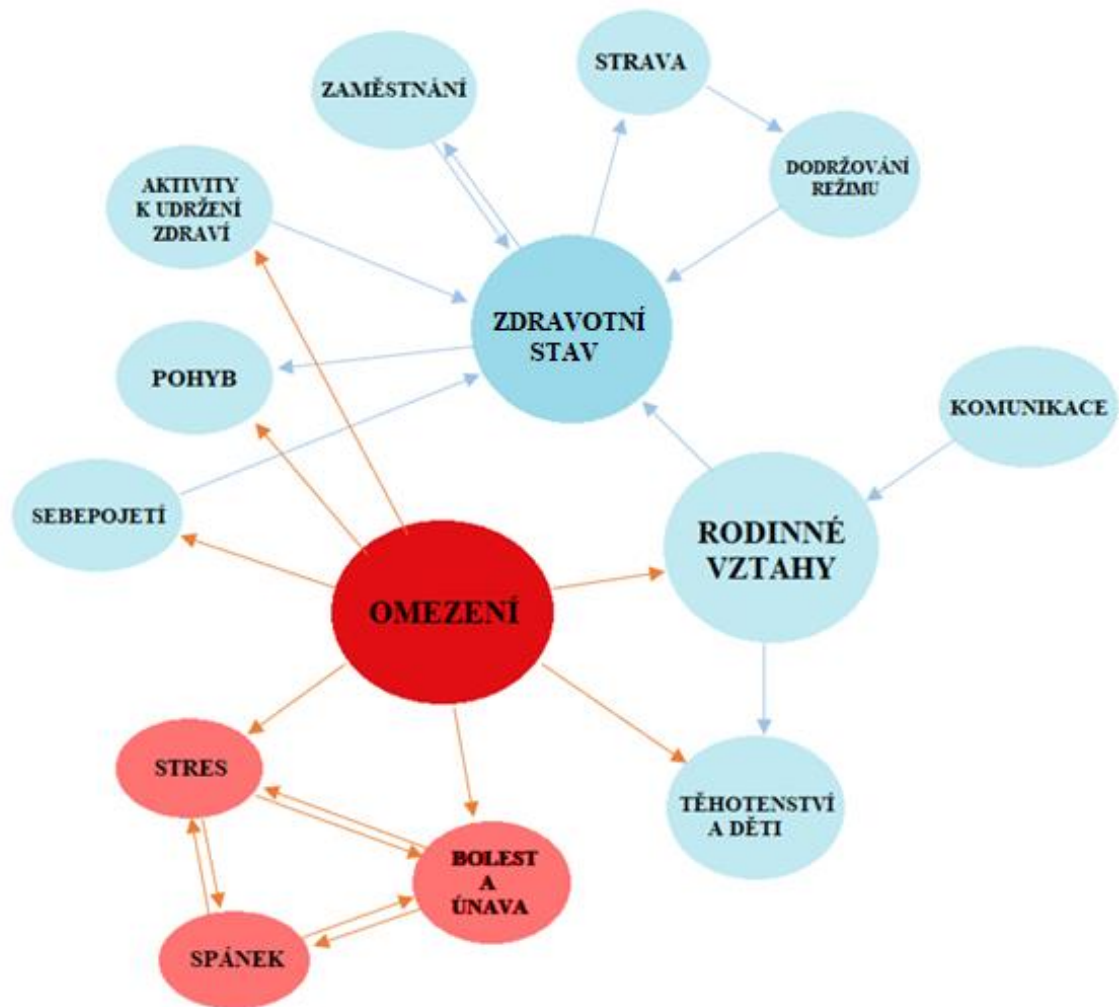 STRAVA
ZAMĚSTNÁNÍ
DODRŽOVÁNÍ
REŽIMU
AKTIVITY
K UDRŽENÍ
ZDRAVÍ
ZDRAVOTNÍ
STAV
POHYB
KOMUNIKACE
SEBEPOJETÍ
RODINNÉ
VZTAHY
OMEZENÍ
STRES
TĚHOTENSTVÍ
A DĚTI
BOLEST
A
ÚNAVA
SPÁNEK